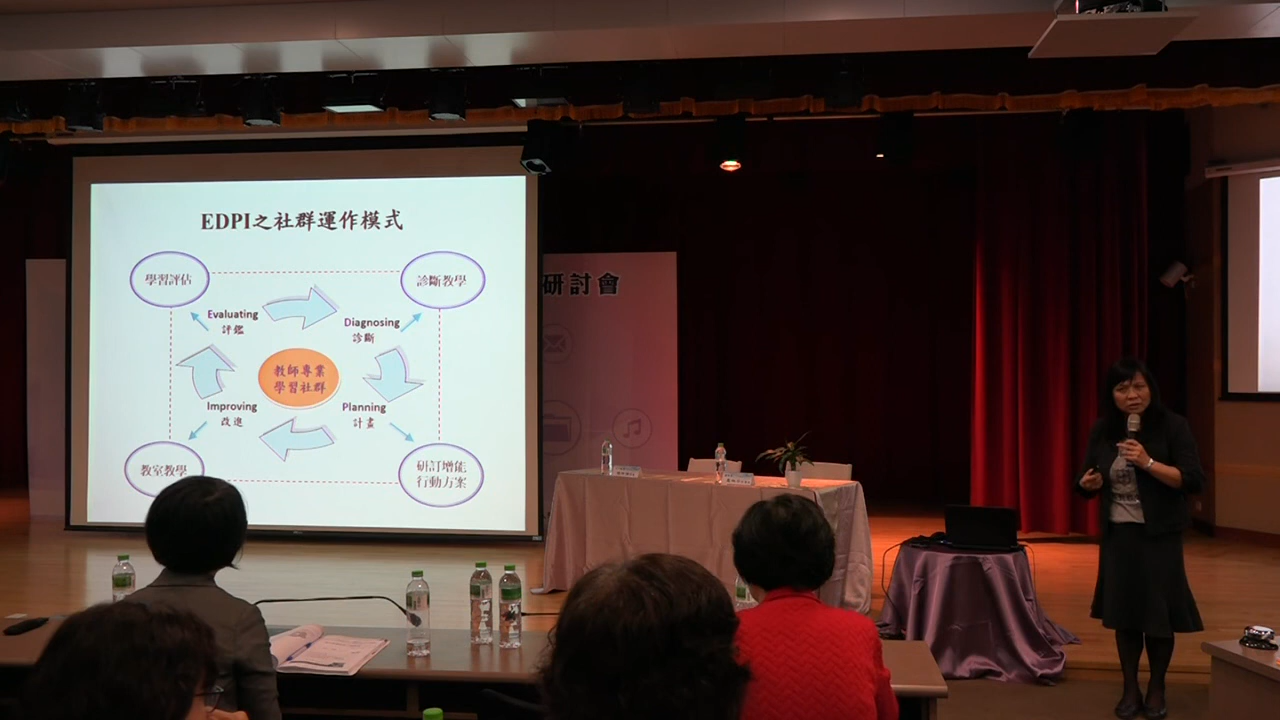 EDPI之社群運作模式
學習評估
診斷教學
Evaluating
評鑑
Diagnosing
診斷
教師專業
學習社群
Improving
改進
Planning
計畫
教室教學
研訂增能
行動方案
研討會